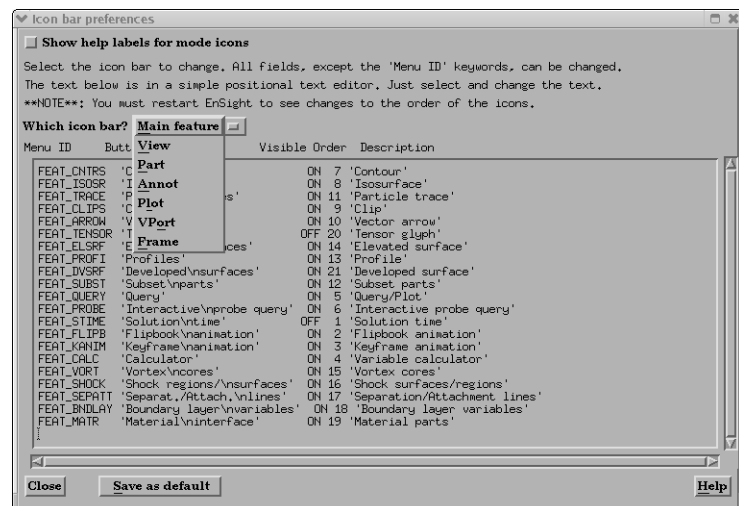 Icon bar preferences
Show help labels for mode icons
Select the icon bar to change. All fields, except the 'Menu ID' keywords, can be changed.
The text below is in a simple positional text editor. Just select and change the text.
**NOTE**: You must restart EnSight to see changes to the order of the icons.
Which icon bar? Main feature
View
Part
Annot
Plot
VPort
Frame
Menu ID Butt Visible Order Description
FEAT_CNTRS 'C ON 7 'Contour'
FEAT_ISOSR 'I ON 8 'Isosurface'
FEAT_TRACE 'P s' ON 11 'Particle trace'
FEAT_CLIPS 'C ON 9 'Clip'
FEAT_ARROW 'V ON 10 'Vector arrow'
FEAT_TENSOR 'T OFF 20 'Tensor glyph'
FEAT_ELSRF 'E ces' ON 14 'Elevated surface'
FEAT_PROFI 'Profiles' ON 13 'Profile'
FEAT_DVSRF 'Developed\nsurfaces' ON 21 'Developed surface'
FEAT_SUBST 'Subset\nparts' ON 12 'Subset parts'
FEAT_QUERY 'Query' ON 5 'Query/Plot'
FEAT_PROBE 'Interactive\nprobe query' ON 6 'Interactive probe query'
FEAT_STIME 'Solution\ntime' OFF 1 'Solution time'
FEAT_FLIPB 'Flipbook\nanimation' ON 2 'Flipbook animation'
FEAT_KANIM 'Keyframe\nanimation' ON 3 'Keyframe animation'
FEAT_CALC 'Calculator' ON 4 'Variable calculator'
FEAT_VORT 'Vortex\ncores' ON 15 'Vortex cores'
FEAT_SHOCK 'Shock regions/\nsurfaces' ON 16 'Shock surfaces/regions'
FEAT_SEPATT 'Separat./Attach.\nlines' ON 17 'Separation/Attachment lines'
FEAT_BNDLAY 'Boundary layer\nvariables' ON 18 'Boundary layer variables'
FEAT_MATR 'Material\ninterface' ON 19 'Material parts'
Close Save as default Help